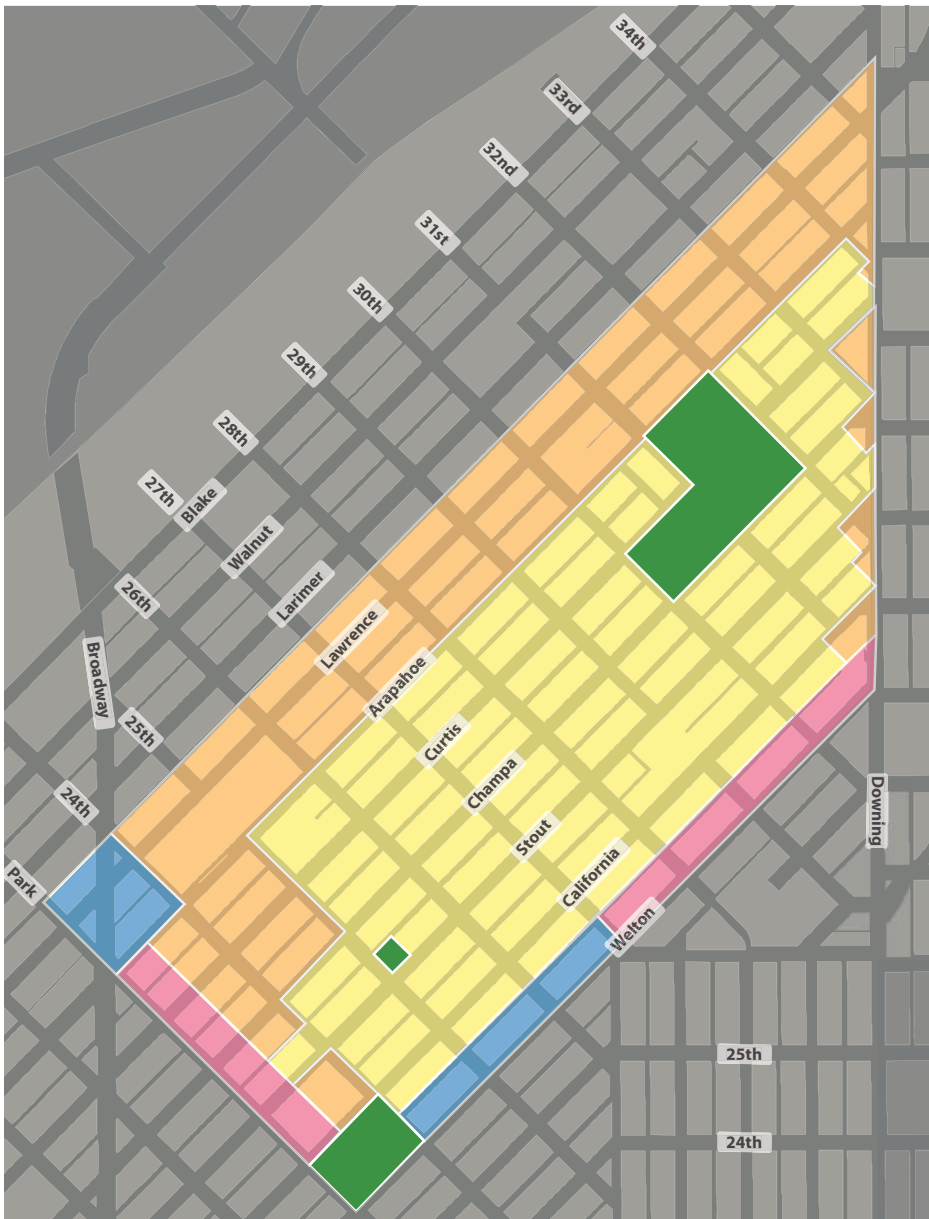 34th
33rd
32nd
31st
30th
29th
28th
27th
Blake
Walnut
Larimer
26th
Lawrence
Broadway
Arapahoe
25th
Curtis
24th
Champa
Downing
Stout
California
Park
Welton
25th
24th